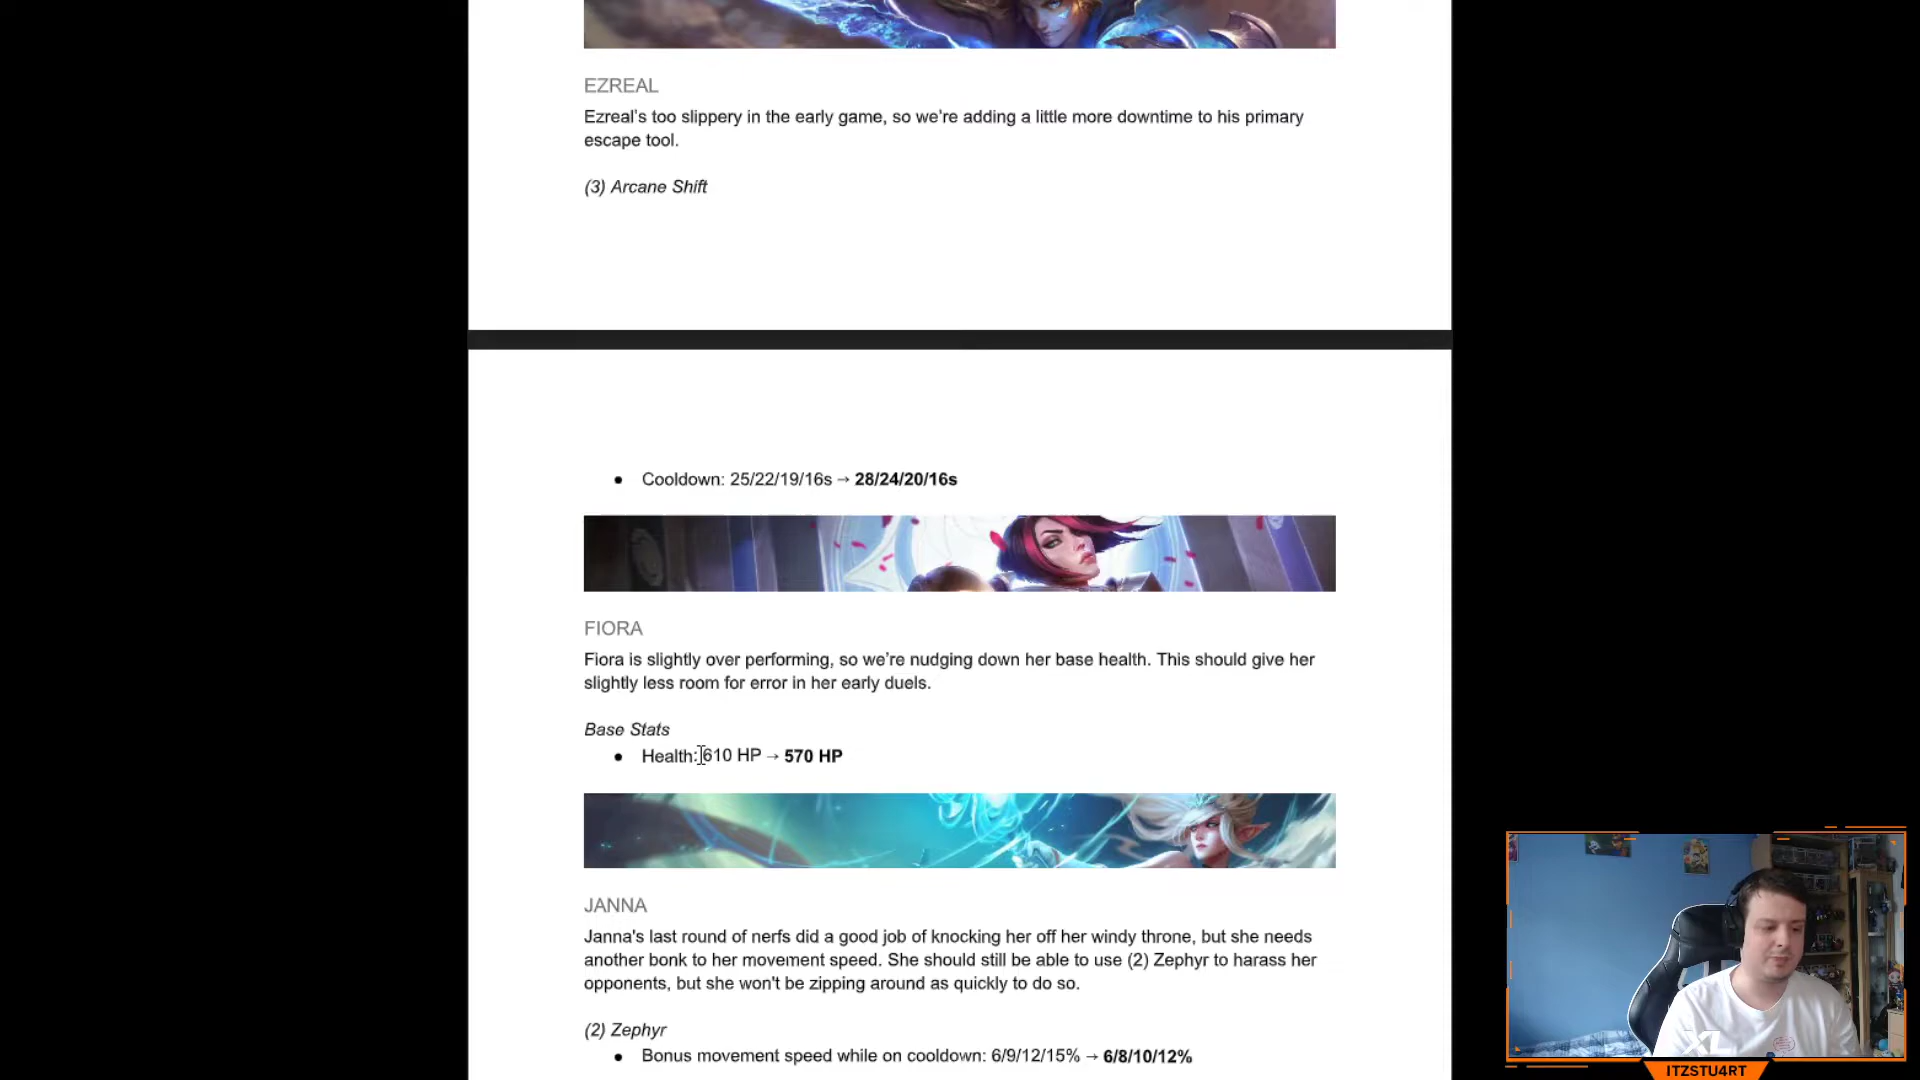 EZREAL
Ezreal’s too slippery in the early game, so we’re adding a little more downtime to his primary
escape tool.
(3) Arcane Shift
● Cooldown: 25/22/19/16s → 28/24/20/16s
FIORA
Fiora is slightly over performing, so we’re nudging down her base health. This should give her
slightly less room for error in her early duels.
Base Stats
● Health: 610 HP → 570 HP
JANNA
Janna's last round of nerfs did a good job of knocking her off her windy throne, but she needs
another bonk to her movement speed. She should still be able to use (2) Zephyr to harass her
opponents, but she won't be zipping around as quickly to do so.
(2) Zephyr
● Bonus movement speed while on cooldown: 6/9/12/15% → 6/8/10/12%
XL
ITZSTU4RT